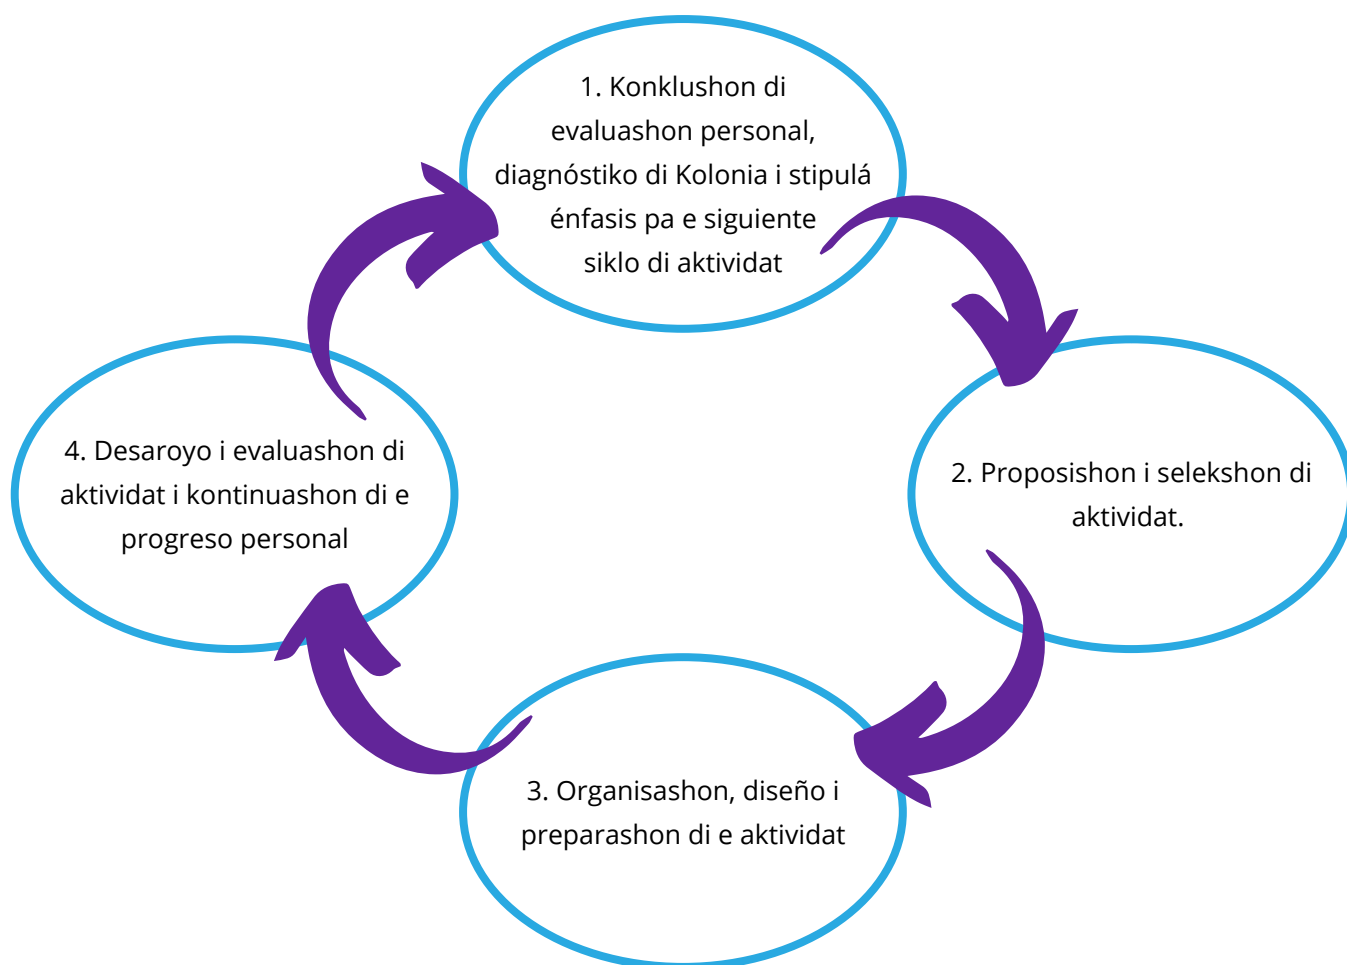 1. Konklushon di
evaluashon personal,
diagnóstiko di Kolonia i stipulá
énfasis pa e siguiente
siklo di aktividat
2. Proposishon i selekshon di
aktividat.
3. Organisashon, diseño i
preparashon di e aktividat
4. Desaroyo i evaluashon di
aktividat i kontinuashon di e
progreso personal